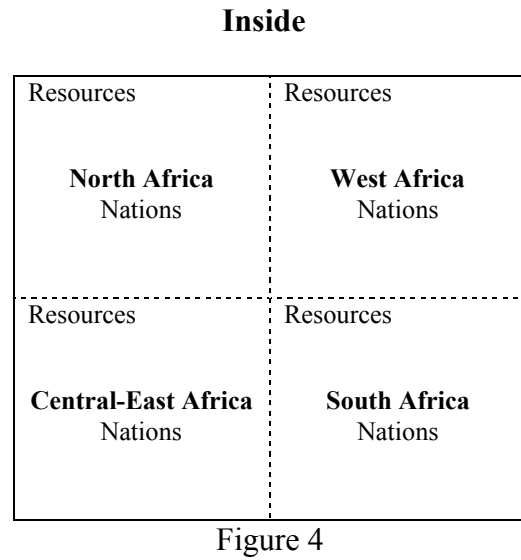 Inside
Resources
North Africa
Nations
Resources
West Africa
Nations
Resources
Central-East Africa
Nations
Resources
South Africa
Nations
Figure 4